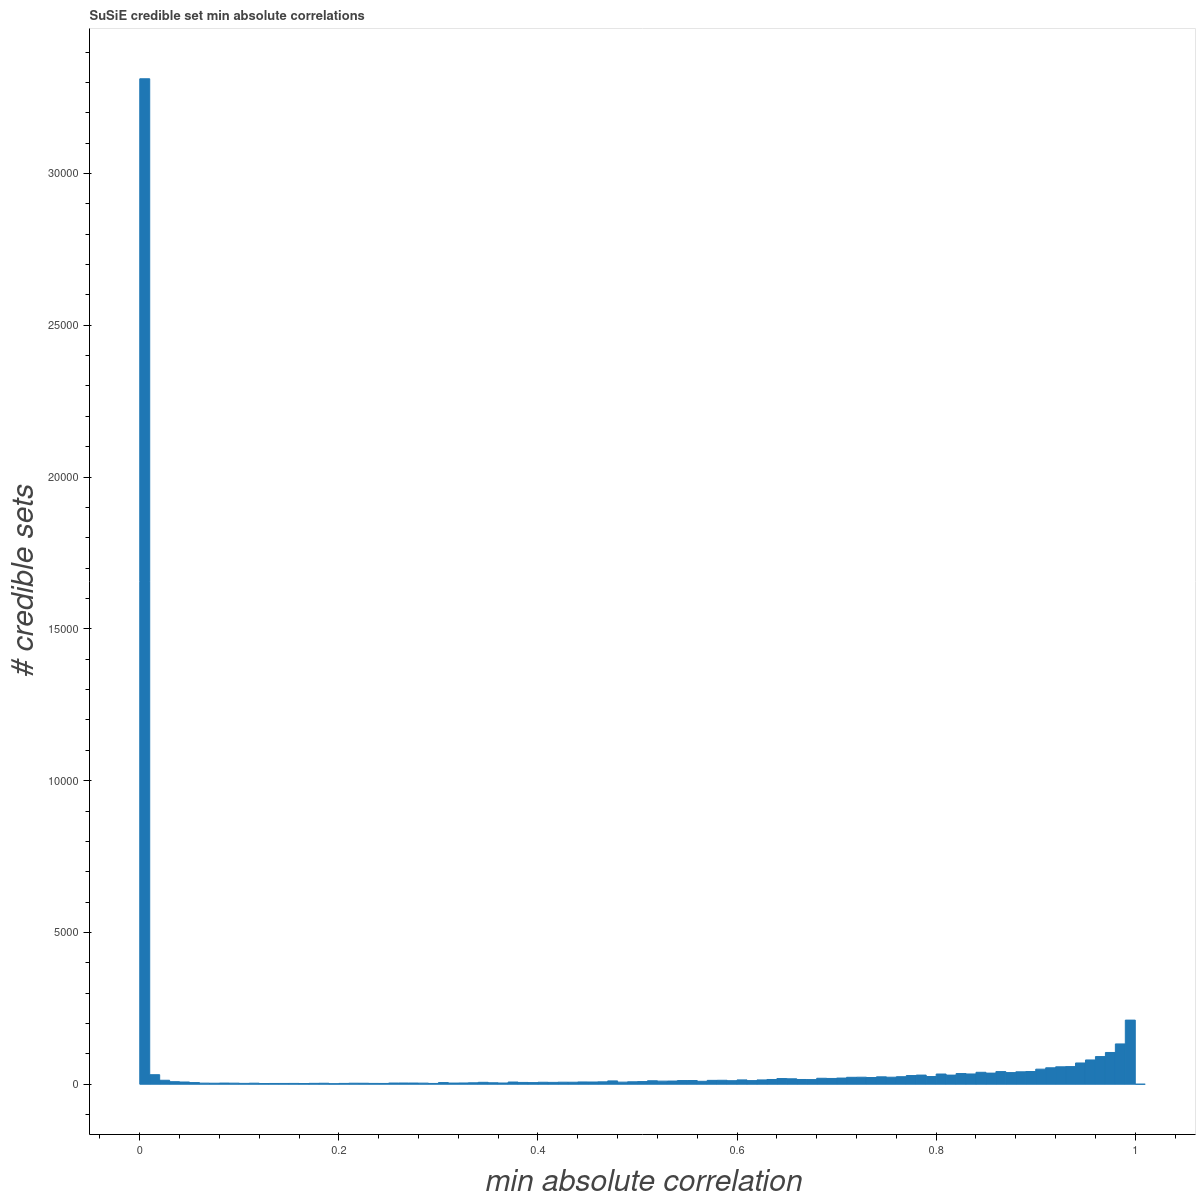 SuSiE credible set min absolute correlations
# credible sets
30000
25000
20000
15000
10000
5000
0
0 0.2 0.4 0.6 0.8 1
min absolute correlation